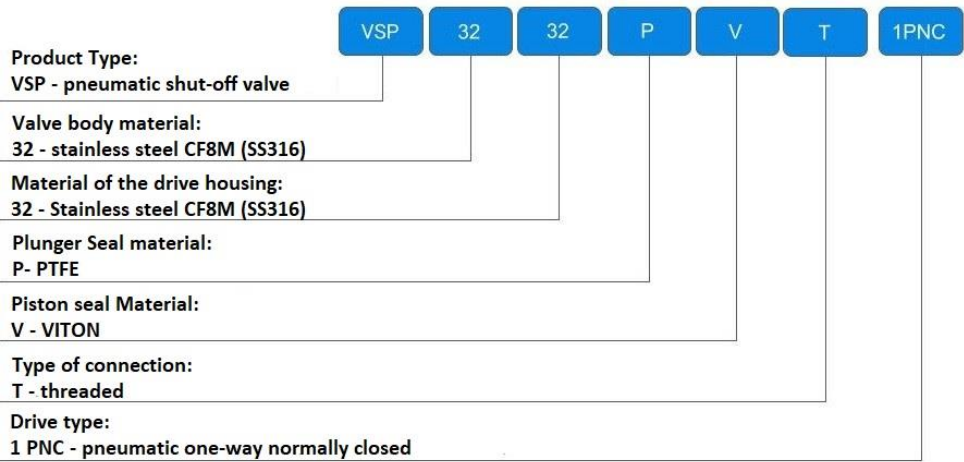 VSP 32 32 P V T 1PNC
Product Type:
VSP - pneumatic shut-off valve
Valve body material:
32 - stainless steel CF8M (SS316)
Material of the drive housing:
32 - Stainless steel CF8M (SS316)
Plunger Seal material:
P- PTFE
Piston seal Material:
V - VITON
Type of connection:
T - threaded
Drive type:
1 PNC - pneumatic one-way normally closed